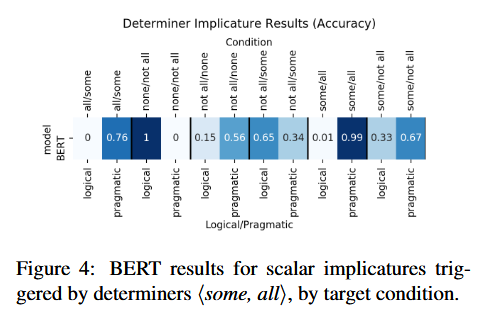 Determiner Implicature Results (Accuracy)
Condition
all/some
all/some
none/not all
none/not all
not all/none
not all/none
not all/some
not all/some
some/all
some/all
some/not all
some/not all
model
BERT
0 0.76 1 0 0.15 0.56 0.65 0.34 0.01 0.99 0.33 0.67
logical
pragmatic
logical
pragmatic
logical
pragmatic
logical
pragmatic
logical
pragmatic
logical
pragmatic
Logical/Pragmatic
Figure 4: BERT results for scalar implicatures trig-
gered by determiners ⟨some, all⟩, by target condition.